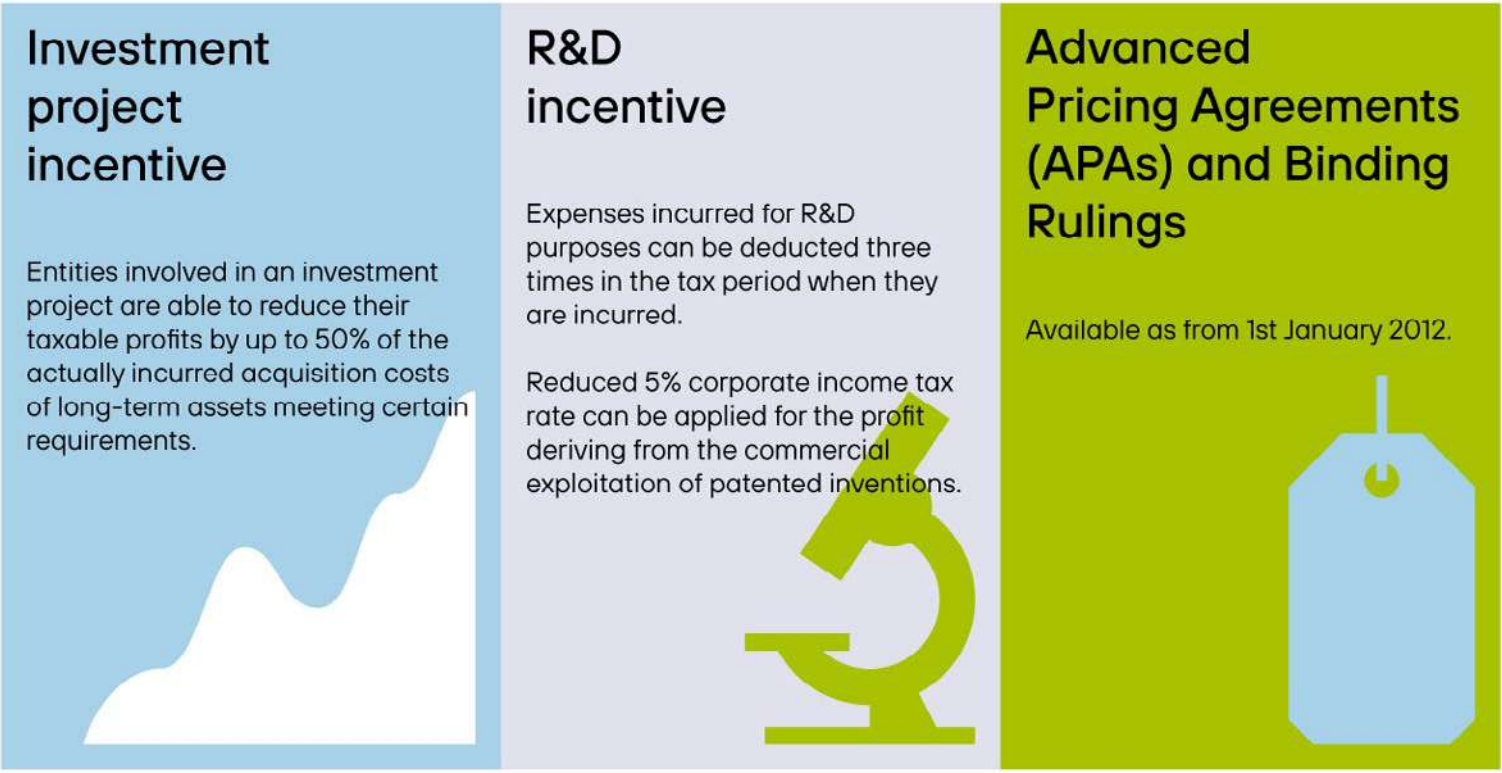 Investment
project
incentive
Entities involved in an investment
project are able to reduce their
taxable profits by up to 50% of the
actually incurred acquisition costs
of long-term assets meeting certain
requirements.
R&D
incentive
Expenses incurred for R&D
purposes can be deducted three
times in the tax period when they
are incurred.
Reduced 5% corporate income tax
rate can be applied for the profit
deriving from the commercial
exploitation of patented inventions.
Advanced
Pricing Agreements
(APAs) and Binding
Rulings
Available as from 1st January 2012.